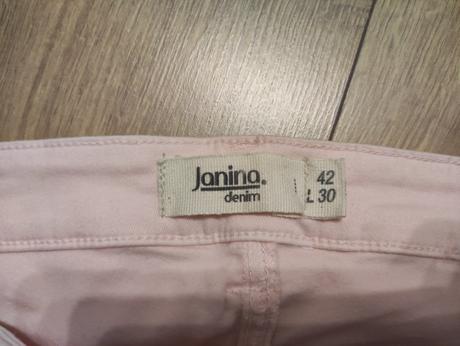 Janina.
denim
42
L 30